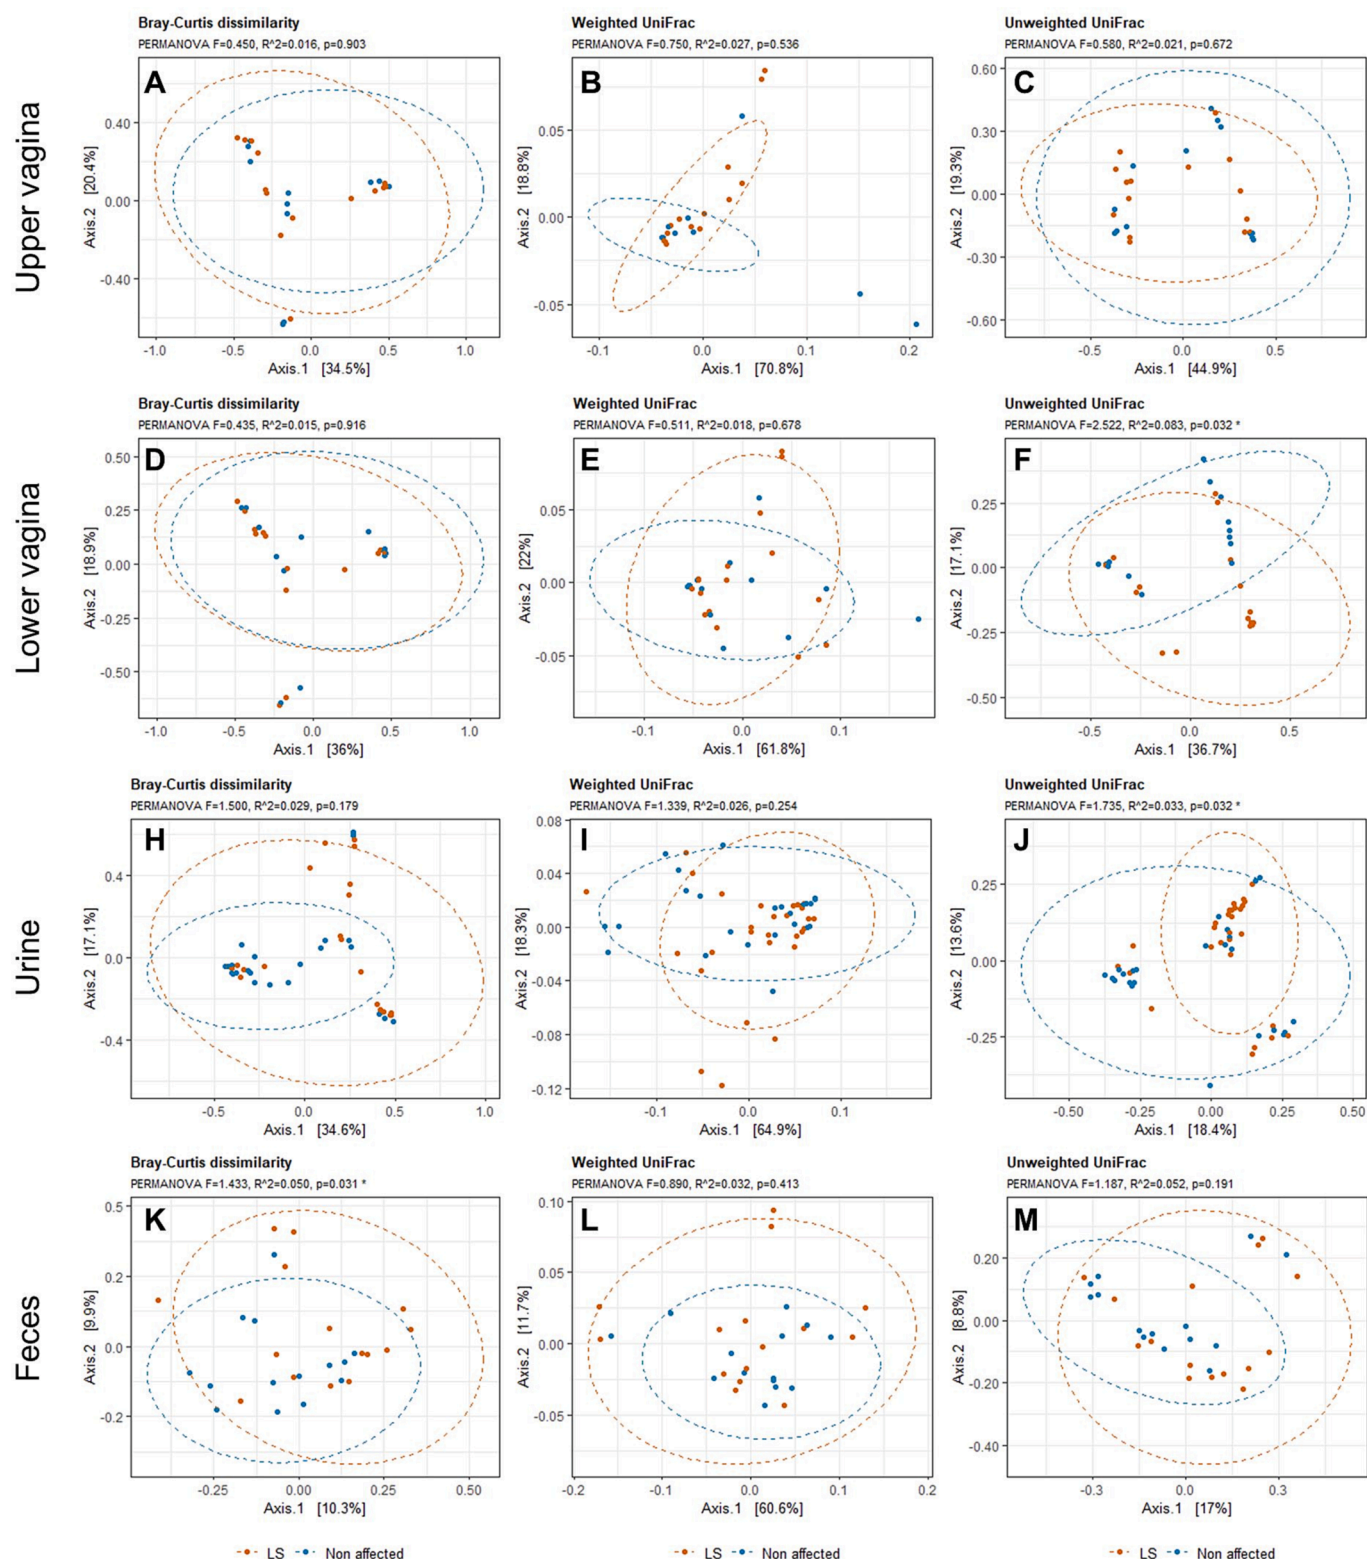 Bray-Curtis dissimilarity
PERMANOVA F=0.450, R^2=0.016, p=0.903
Weighted UniFrac
PERMANOVA F=0.750, R^2=0.027, p=0.536
Unweighted UniFrac
PERMANOVA F=0.580, R^2=0.021, p=0.672
Upper vagina
A
0.40
0.00
-0.40
Axis.2 [20.4%]
-1.0 -0.5 0.0 0.5 1.0
Axis.1 [34.5%]
B
0.05
0.00
-0.05
Axis.2 [18.8%]
-0.1 0.0 0.1 0.2
Axis.1 [70.8%]
C
0.60
0.30
0.00
-0.30
-0.60
Axis.2 [19.3%]
-0.5 0.0 0.5
Axis.1 [44.9%]
Bray-Curtis dissimilarity
PERMANOVA F=0.435, R^2=0.015, p=0.916
Weighted UniFrac
PERMANOVA F=0.511, R^2=0.018, p=0.678
Unweighted UniFrac
PERMANOVA F=2.522, R^2=0.083, p=0.032 *
Lower vagina
D
0.50
0.25
0.00
-0.25
-0.50
Axis.2 [18.9%]
-1.0 -0.5 0.0 0.5 1.0
Axis.1 [36%]
E
0.05
0.00
-0.05
Axis.2 [22%]
-0.1 0.0 0.1
Axis.1 [61.8%]
F
0.25
0.00
-0.25
-0.50
Axis.2 [17.1%]
-0.5 0.0 0.5
Axis.1 [36.7%]
Bray-Curtis dissimilarity
PERMANOVA F=1.500, R^2=0.029, p=0.179
Weighted UniFrac
PERMANOVA F=1.339, R^2=0.026, p=0.254
Unweighted UniFrac
PERMANOVA F=1.735, R^2=0.033, p=0.032 *
Urine
H
0.4
0.0
-0.4
Axis.2 [17.1%]
-0.5 0.0 0.5 1.0
Axis.1 [34.6%]
I
0.08
0.04
0.00
-0.04
-0.08
-0.12
Axis.2 [18.3%]
-0.1 0.0 0.1
Axis.1 [64.9%]
J
0.25
0.00
-0.25
Axis.2 [13.6%]
-0.50 -0.25 0.00 0.25 0.50
Axis.1 [18.4%]
Bray-Curtis dissimilarity
PERMANOVA F=1.433, R^2=0.050, p=0.031 *
Weighted UniFrac
PERMANOVA F=0.890, R^2=0.032, p=0.413
Unweighted UniFrac
PERMANOVA F=1.187, R^2=0.052, p=0.191
Feces
K
0.5
0.2
0.0
-0.2
Axis.2 [9.9%]
-0.25 0.00 0.25 0.50
Axis.1 [10.3%]
L
0.10
0.05
0.00
-0.05
Axis.2 [11.7%]
-0.2 -0.1 0.0 0.1 0.2
Axis.1 [60.6%]
M
0.20
0.00
-0.20
-0.40
Axis.2 [8.8%]
-0.3 0.0 0.3
Axis.1 [17%]
LS Non affected
LS Non affected
LS Non affected